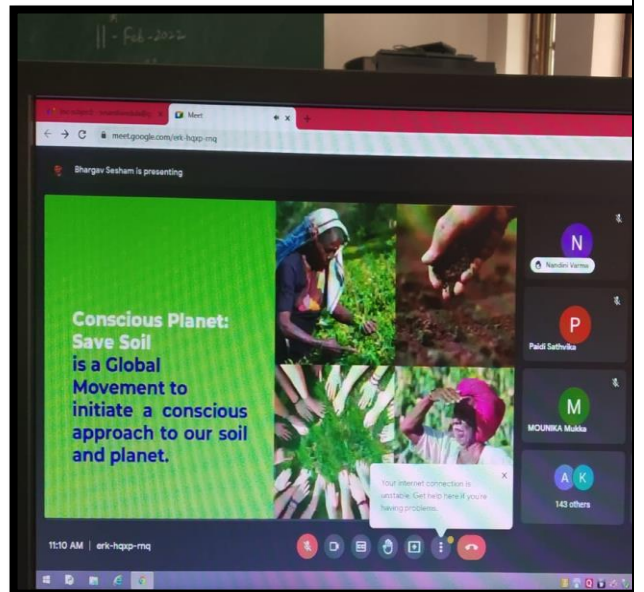 11 - Feb - 2022
Meet
meet.google.com/erk-hqxp-rnq
Bhargav Sesham is presenting
Conscious Planet:
Save Soil
is a Global
Movement to
initiate a conscious
approach to our soil
and planet.
N
Nandini Varma
P
Paidi Sathvika
M
MOUNIKA Mukka
A K
143 others
Your internet connection is
unstable. Get help here if you're
having problems.
11:10 AM | erk-hqxp-rnq